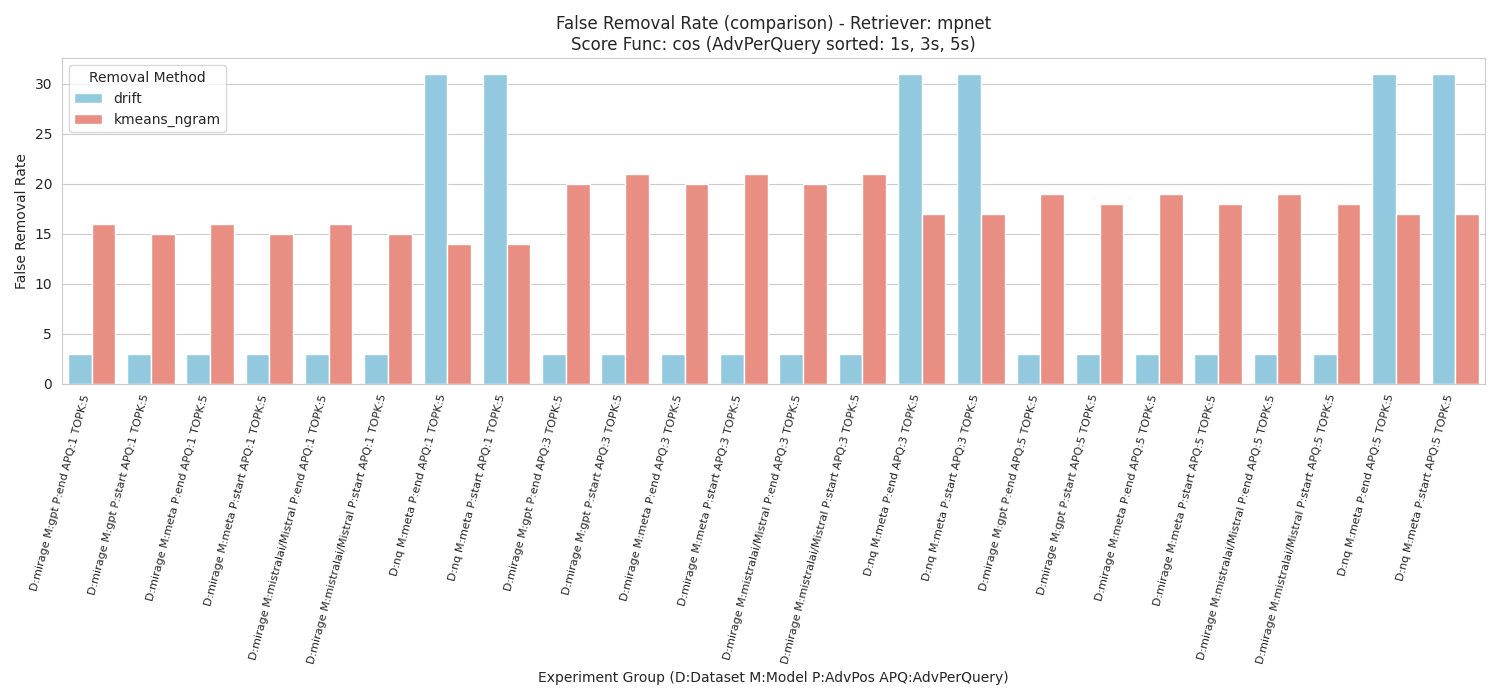 False Removal Rate (comparison) - Retriever: mpnet
Score Func: cos (AdvPerQuery sorted: 1s, 3s, 5s)
Removal Method
drift
kmeans_ngram
False Removal Rate
30
25
20
15
10
5
0
D:mirage M:gpt P:end APQ:1 TOPK:5
D:mirage M:gpt P:start APQ:1 TOPK:5
D:mirage M:meta P:end APQ:1 TOPK:5
D:mirage M:meta P:start APQ:1 TOPK:5
D:mirage M:mistralai/Mistral P:end APQ:1 TOPK:5
D:mirage M:mistralai/Mistral P:start APQ:1 TOPK:5
D:nq M:meta P:end APQ:1 TOPK:5
D:nq M:meta P:start APQ:1 TOPK:5
D:mirage M:gpt P:end APQ:3 TOPK:5
D:mirage M:gpt P:start APQ:3 TOPK:5
D:mirage M:meta P:end APQ:3 TOPK:5
D:mirage M:meta P:start APQ:3 TOPK:5
D:mirage M:mistralai/Mistral P:end APQ:3 TOPK:5
D:mirage M:mistralai/Mistral P:start APQ:3 TOPK:5
D:nq M:meta P:end APQ:3 TOPK:5
D:nq M:meta P:start APQ:3 TOPK:5
D:mirage M:gpt P:end APQ:5 TOPK:5
D:mirage M:gpt P:start APQ:5 TOPK:5
D:mirage M:meta P:end APQ:5 TOPK:5
D:mirage M:meta P:start APQ:5 TOPK:5
D:mirage M:mistralai/Mistral P:end APQ:5 TOPK:5
D:mirage M:mistralai/Mistral P:start APQ:5 TOPK:5
D:nq M:meta P:end APQ:5 TOPK:5
D:nq M:meta P:start APQ:5 TOPK:5
Experiment Group (D:Dataset M:Model P:AdvPos APQ:AdvPerQuery)